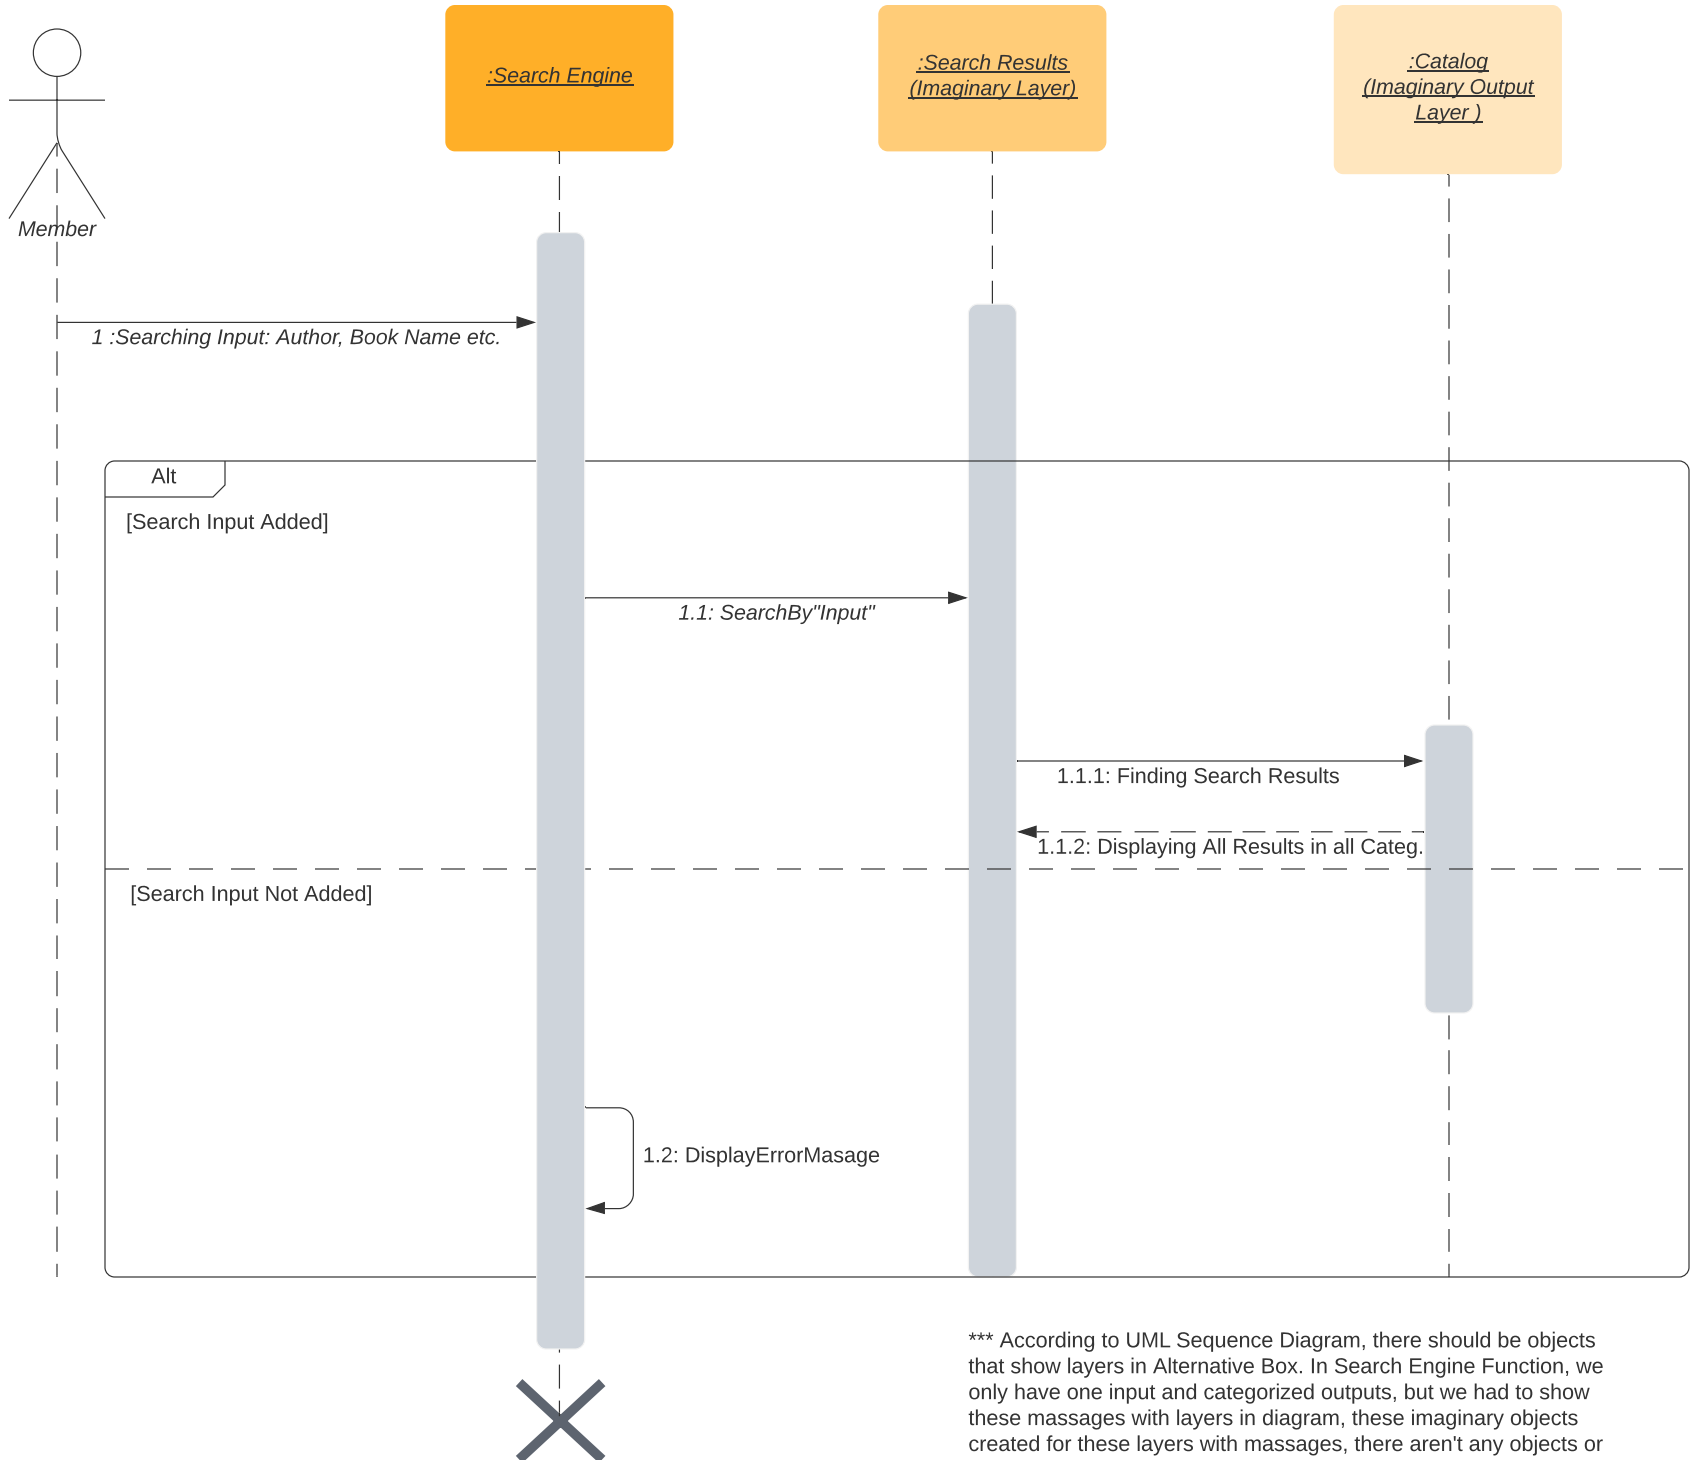 :Search Engine
:Search Results
(Imaginary Layer)
:Catalog
(Imaginary Output
Layer )
Member
1 :Searching Input: Author, Book Name etc.
Alt
[Search Input Added]
1.1: SearchBy"Input"
1.1.1: Finding Search Results
1.1.2: Displaying All Results in all Categ.
[Search Input Not Added]
1.2: DisplayErrorMasage
*** According to UML Sequence Diagram, there should be objects
that show layers in Alternative Box. In Search Engine Function, we
only have one input and categorized outputs, but we had to show
these massages with layers in diagram, these imaginary objects
created for these layers with massages, there aren't any objects or